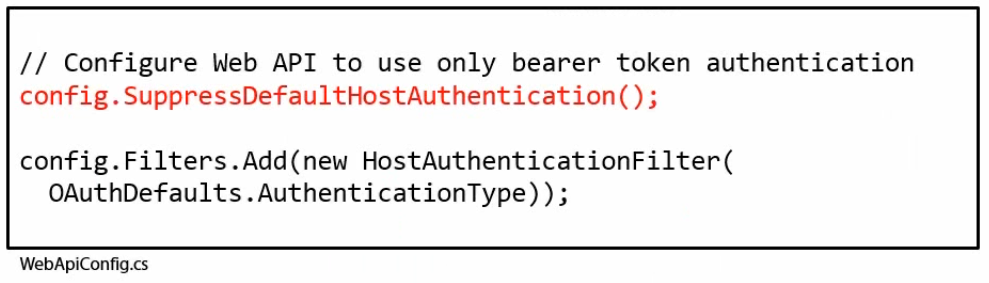 // Configure Web API to use only bearer token authentication
config.SuppressDefaultHostAuthentication();
config.Filters.Add(new HostAuthenticationFilter(
OAuthDefaults.AuthenticationType));
WebApiConfig.cs